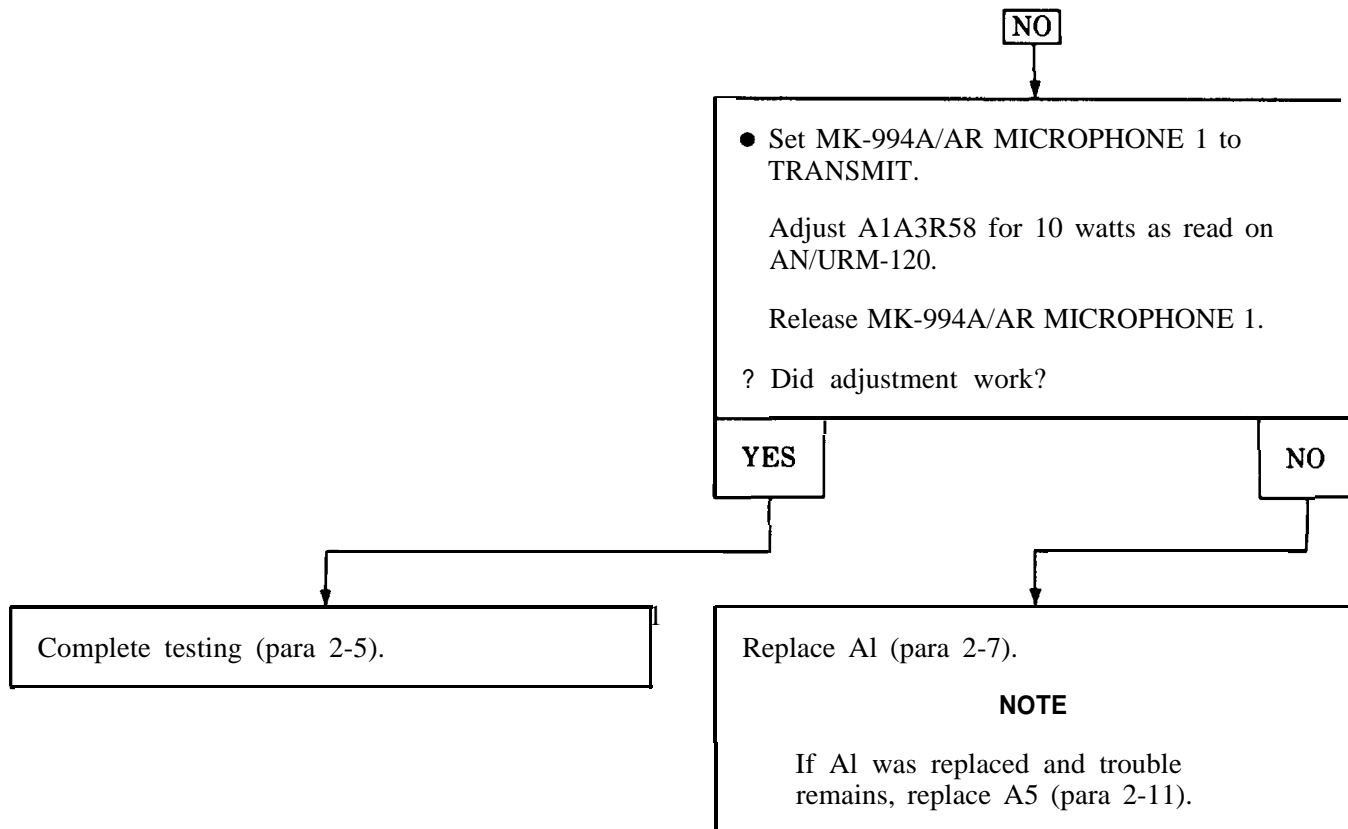 NO
● Set MK-994A/AR MICROPHONE 1 to
TRANSMIT.
Adjust A1A3R58 for 10 watts as read on
AN/URM-120.
Release MK-994A/AR MICROPHONE 1.
? Did adjustment work?
YES
NO
Complete testing (para 2-5).
Replace Al (para 2-7).
NOTE
If Al was replaced and trouble
remains, replace A5 (para 2-11).